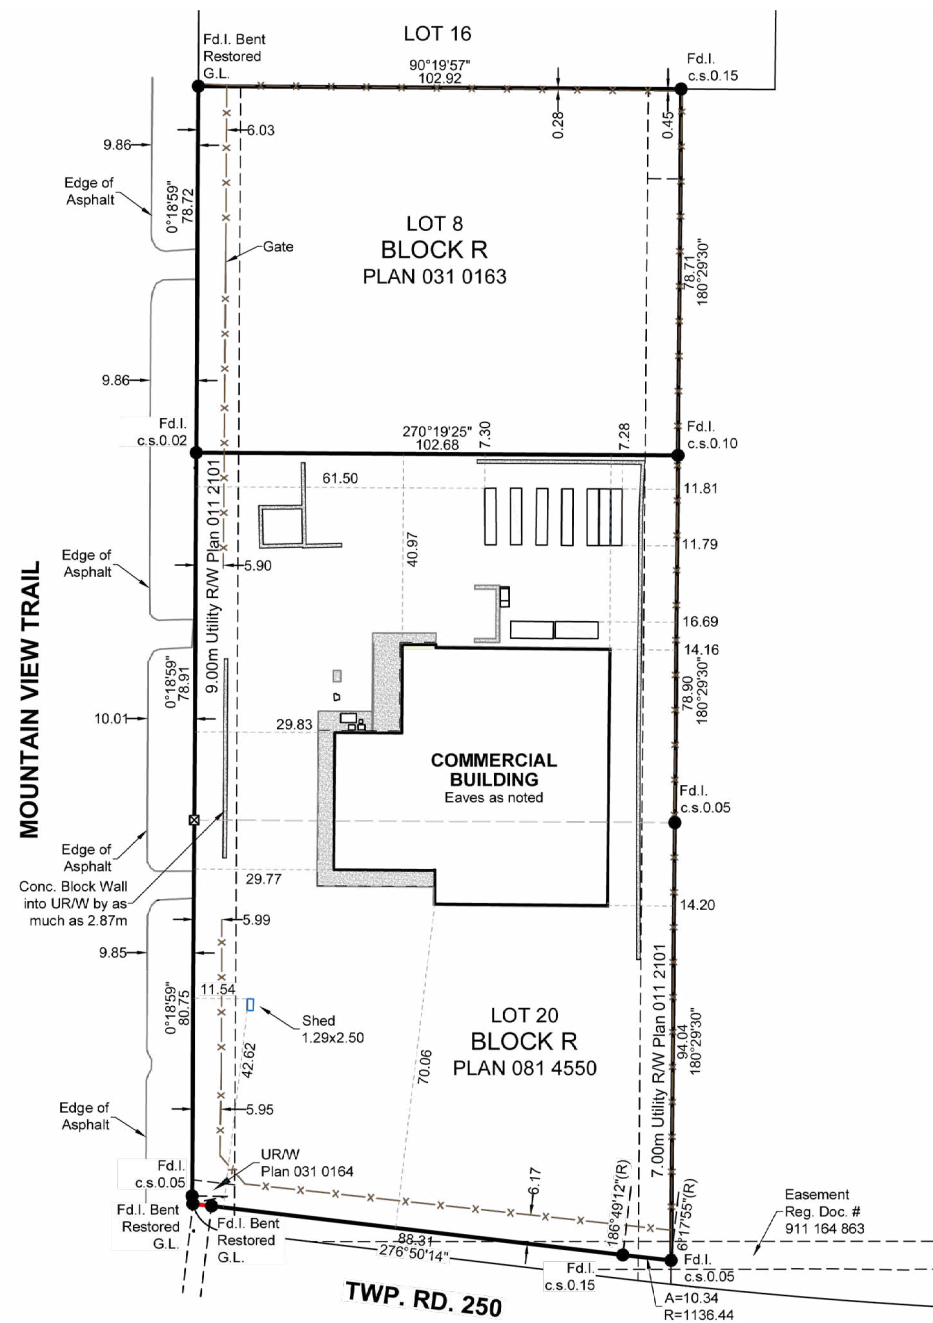 LOT 16
Fd.I. Bent
Restored
G.L.
90°19'57"
102.92
Fd.I.
c.s.0.15
6.03
0.28
0.45
9.86
Edge of
Asphalt
0°18'59"
78.72
LOT 8
BLOCK R
PLAN 031 0163
Gate
78.71
180°29'30"
9.86
Fd.I.
c.s.0.02
270°19'25"
102.68
7.30
7.28
Fd.I.
c.s.0.10
61.50
11.81
9.00m Utility R/W Plan 011 2101
40.97
11.79
Edge of
Asphalt
5.90
16.69
14.16
MOUNTAIN VIEW TRAIL
0°18'59"
78.91
78.90
180°29'30"
10.01
29.83
COMMERCIAL
BUILDING
Eaves as noted
Fd.I.
c.s.0.05
Edge of
Asphalt
29.77
Conc. Block Wall
into UR/W by as
much as 2.87m
5.99
14.20
9.85
11.54
0°18'59"
80.75
Shed
1.29x2.50
LOT 20
BLOCK R
PLAN 081 4550
42.62
70.06
7.00m Utility R/W Plan 011 2101
94.04
180°29'30"
Edge of
Asphalt
5.95
UR/W
Plan 031 0164
Fd.I.
c.s.0.05
6.17
186°49'12"(R)
6°17'55"(R)
Easement
Reg. Doc. #
911 164 863
Fd.I. Bent
Restored
G.L.
Fd.I. Bent
Restored
G.L.
88.31
276°50'14"
Fd.I.
c.s.0.15
Fd.I.
c.s.0.05
A=10.34
R=1136.44
TWP. RD. 250